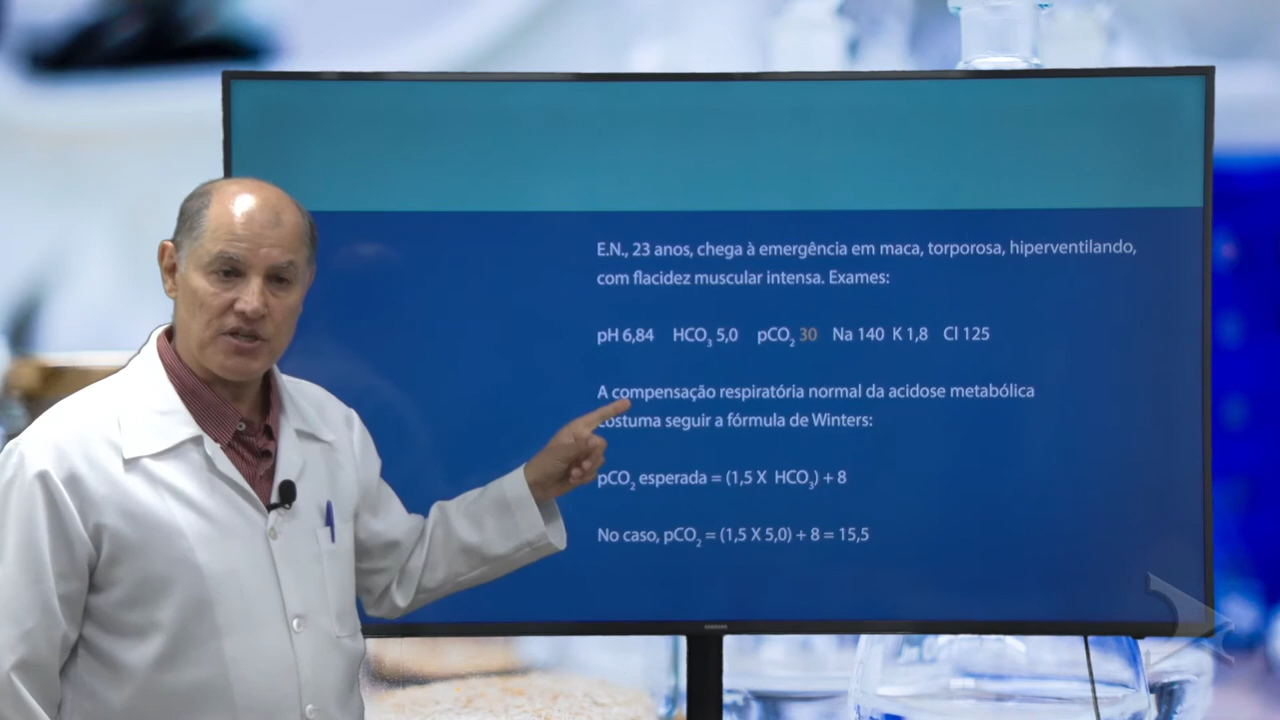 E.N., 23 anos, chega à emergência em maca, torporosa, hiperventilando,
com flacidez muscular intensa. Exames:
pH 6,84 HCO₃ 5,0 pCO₂ 30 Na 140 K 1,8 Cl 125
A compensação respiratória normal da acidose metabólica
costuma seguir a fórmula de Winters:
pCO₂ esperada = (1,5 X HCO₃) + 8
No caso, pCO₂ = (1,5 X 5,0) + 8 = 15,5
SAMSUNG